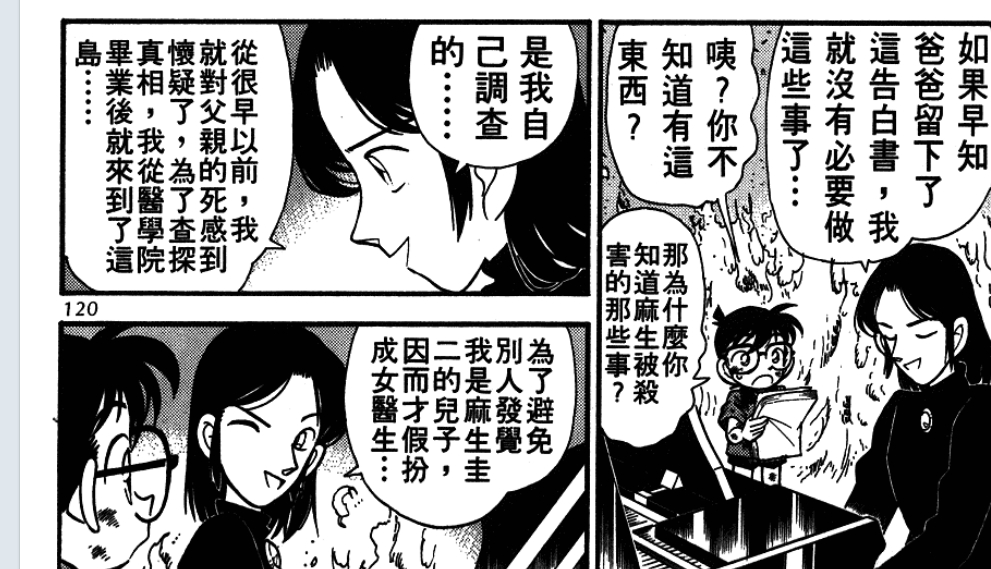 如果早知
爸爸留下了
這告白書，我
就沒有必要做
這些事了…
咦？你不
知道有這
東西？
那為什麼你
知道麻生被殺
害的那些事？
是我自
己調查
的……
從很早以前，我
就對父親的死感到
懷疑了，為了查探
真相，我從醫學院
畢業後就來到了這
島……
120
為了避免
別人發覺
我是麻生圭
二的兒子，
因而才假扮
成女醫生…